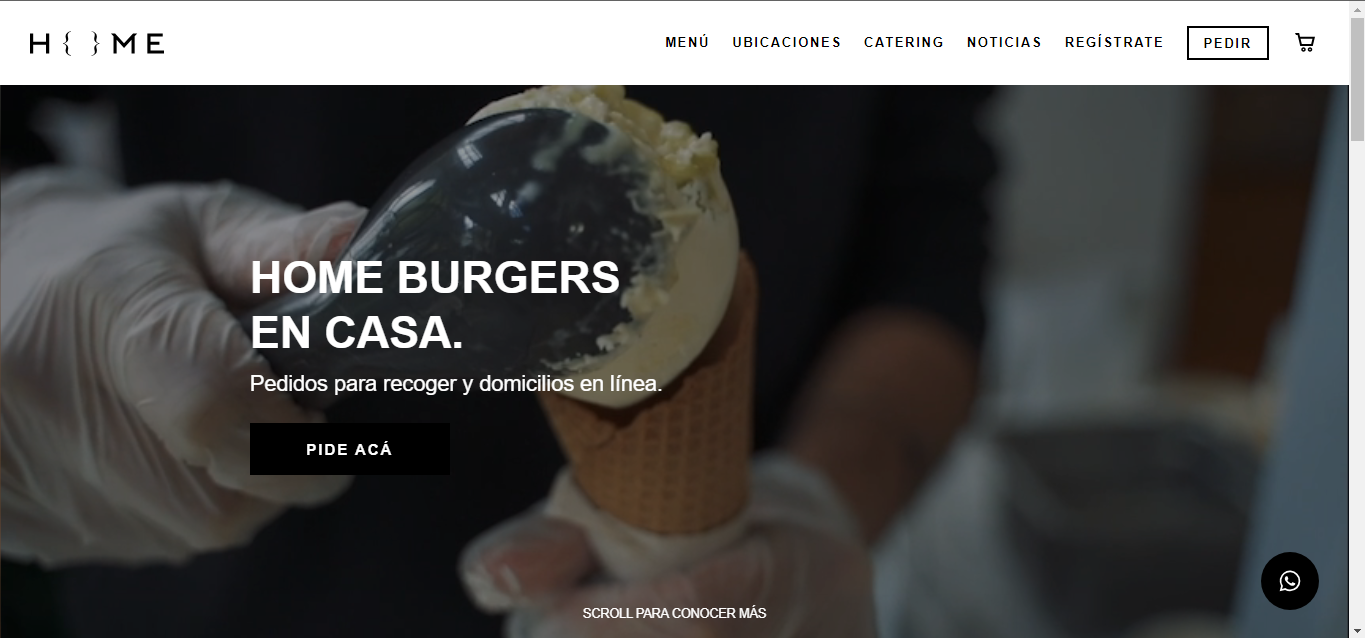 H{ }ME
MENÚ UBICACIONES CATERING NOTICIAS REGÍSTRATE PEDIR
HOME BURGERS
EN CASA.
Pedidos para recoger y domicilios en línea.
PIDE ACÁ
SCROLL PARA CONOCER MÁS